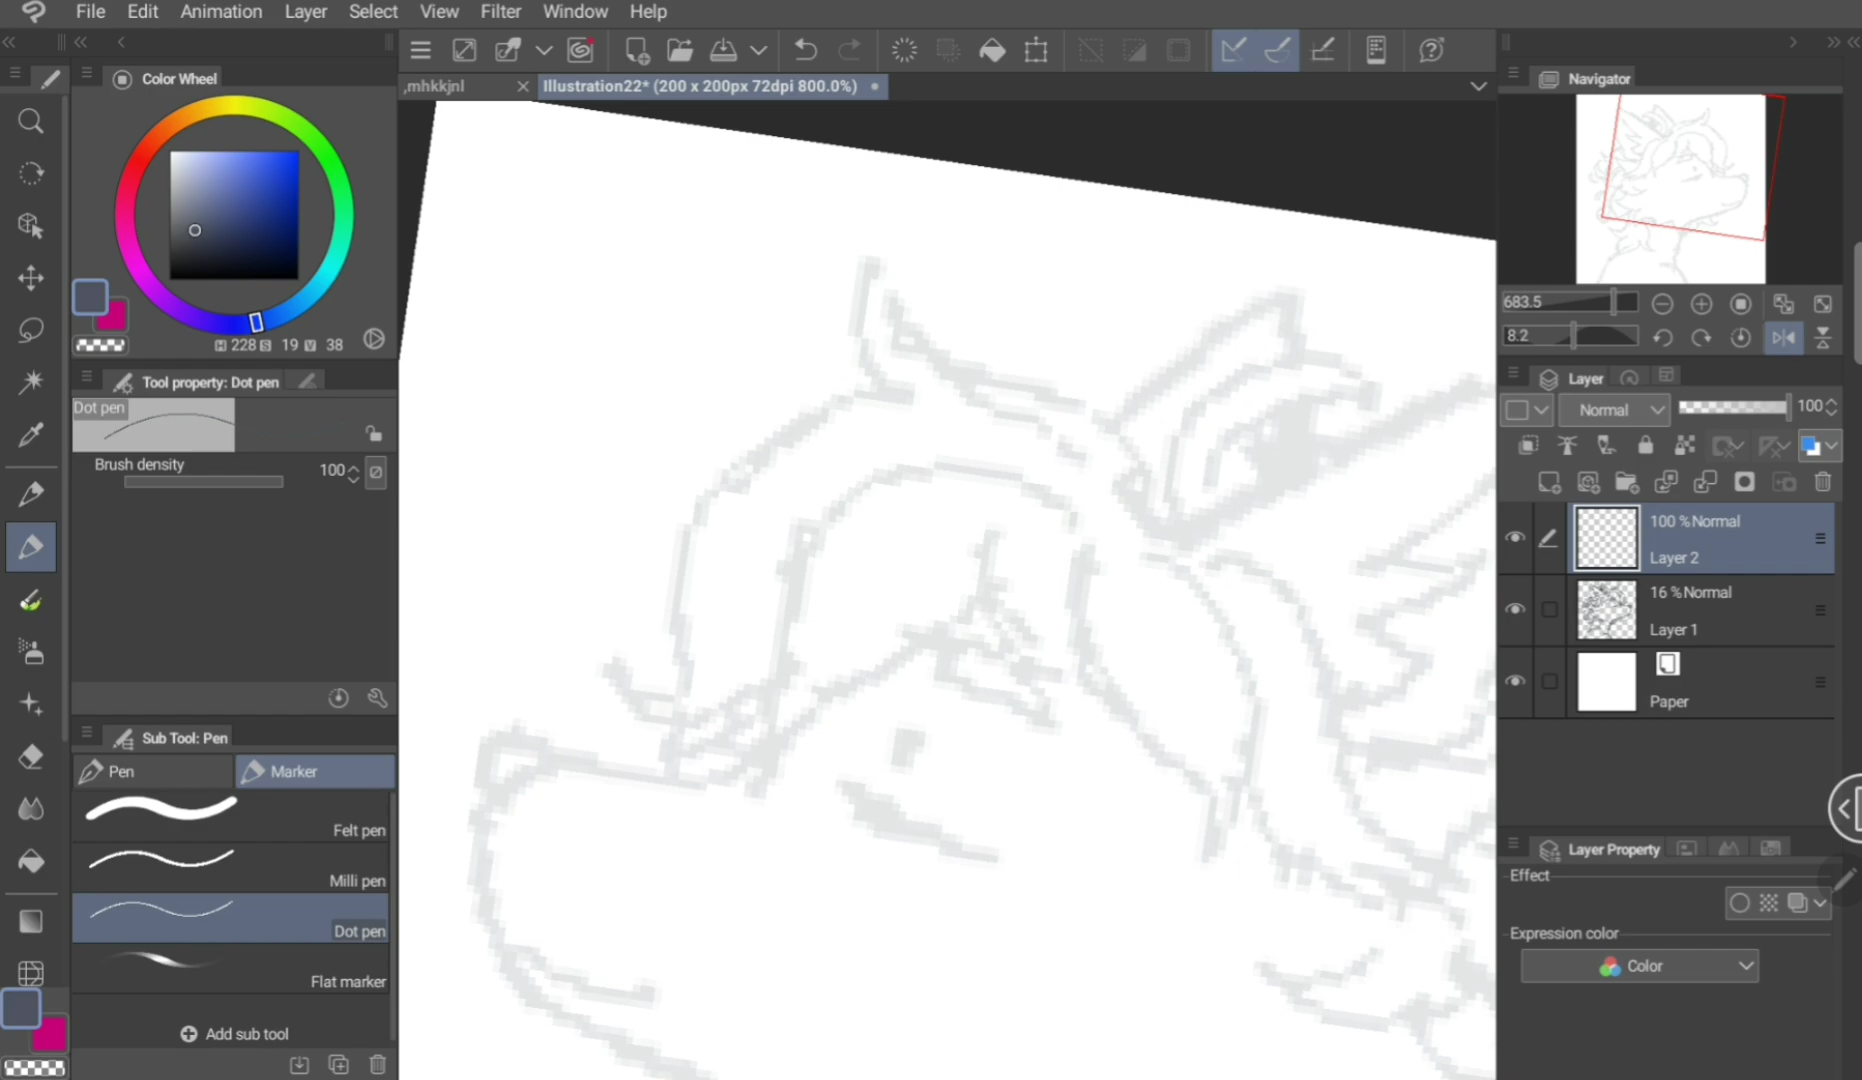 File Edit Animation Layer Select View Filter Window Help
Color Wheel
,mhkkjnl
Illustration22* (200 x 200px 72dpi 800.0%)
Navigator
H 228 S 19 V 38
683.5
8.2
Tool property: Dot pen
Dot pen
Brush density 100
Layer
Normal 100
100 %Normal
Layer 2
16 %Normal
Layer 1
Paper
Sub Tool: Pen
Pen Marker
Felt pen
Milli pen
Dot pen
Flat marker
Add sub tool
Layer Property
Effect
Expression color
Color